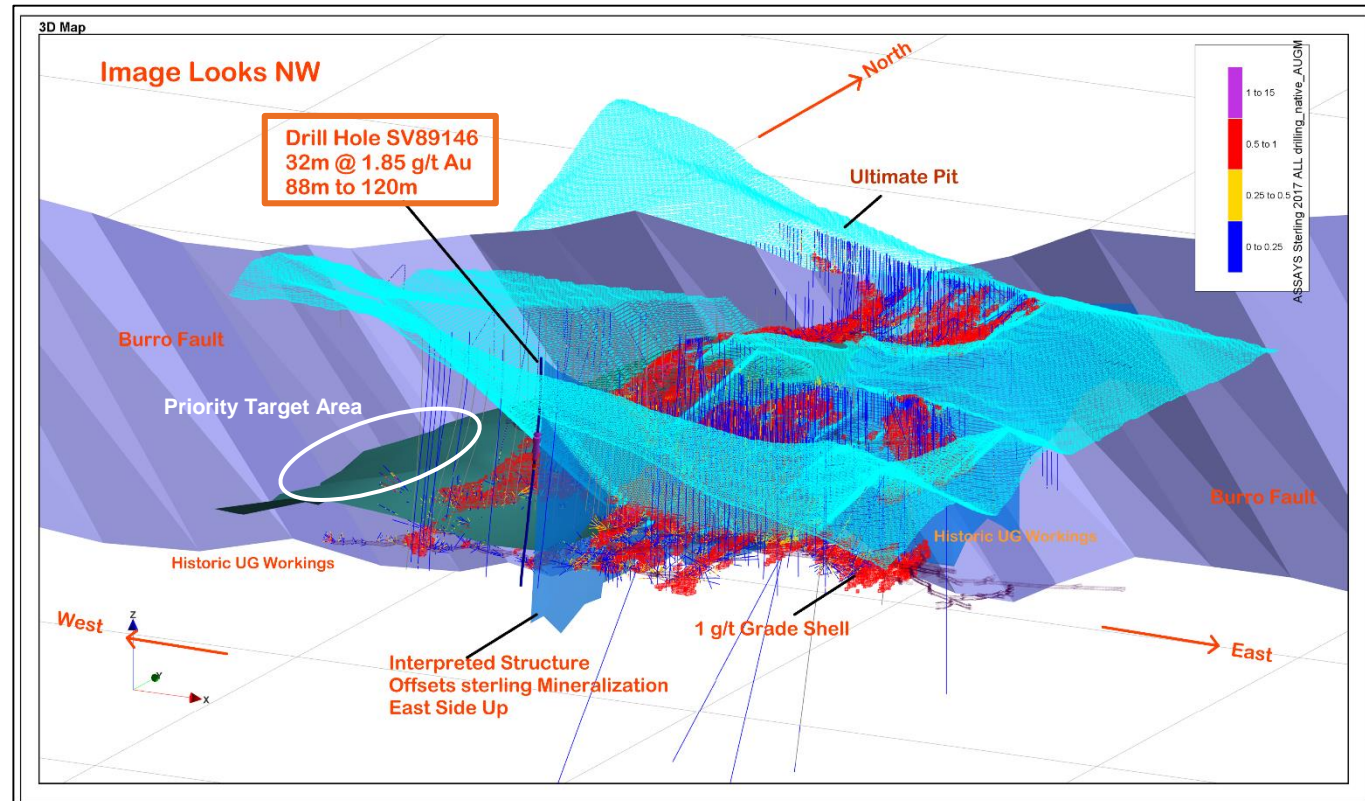 3D Map
Image Looks NW
North
Drill Hole SV89146
32m @ 1.85 g/t Au
88m to 120m
Ultimate Pit
1 to 15
0.5 to 1
0.25 to 0.5
0 to 0.25
ASSAYS Sterling 2017 ALL drilling_native_AUGM
Burro Fault
Priority Target Area
Burro Fault
Historic UG Workings
Historic UG Workings
1 g/t Grade Shell
West
East
Z
Y
X
Interpreted Structure
Offsets sterling Mineralization
East Side Up